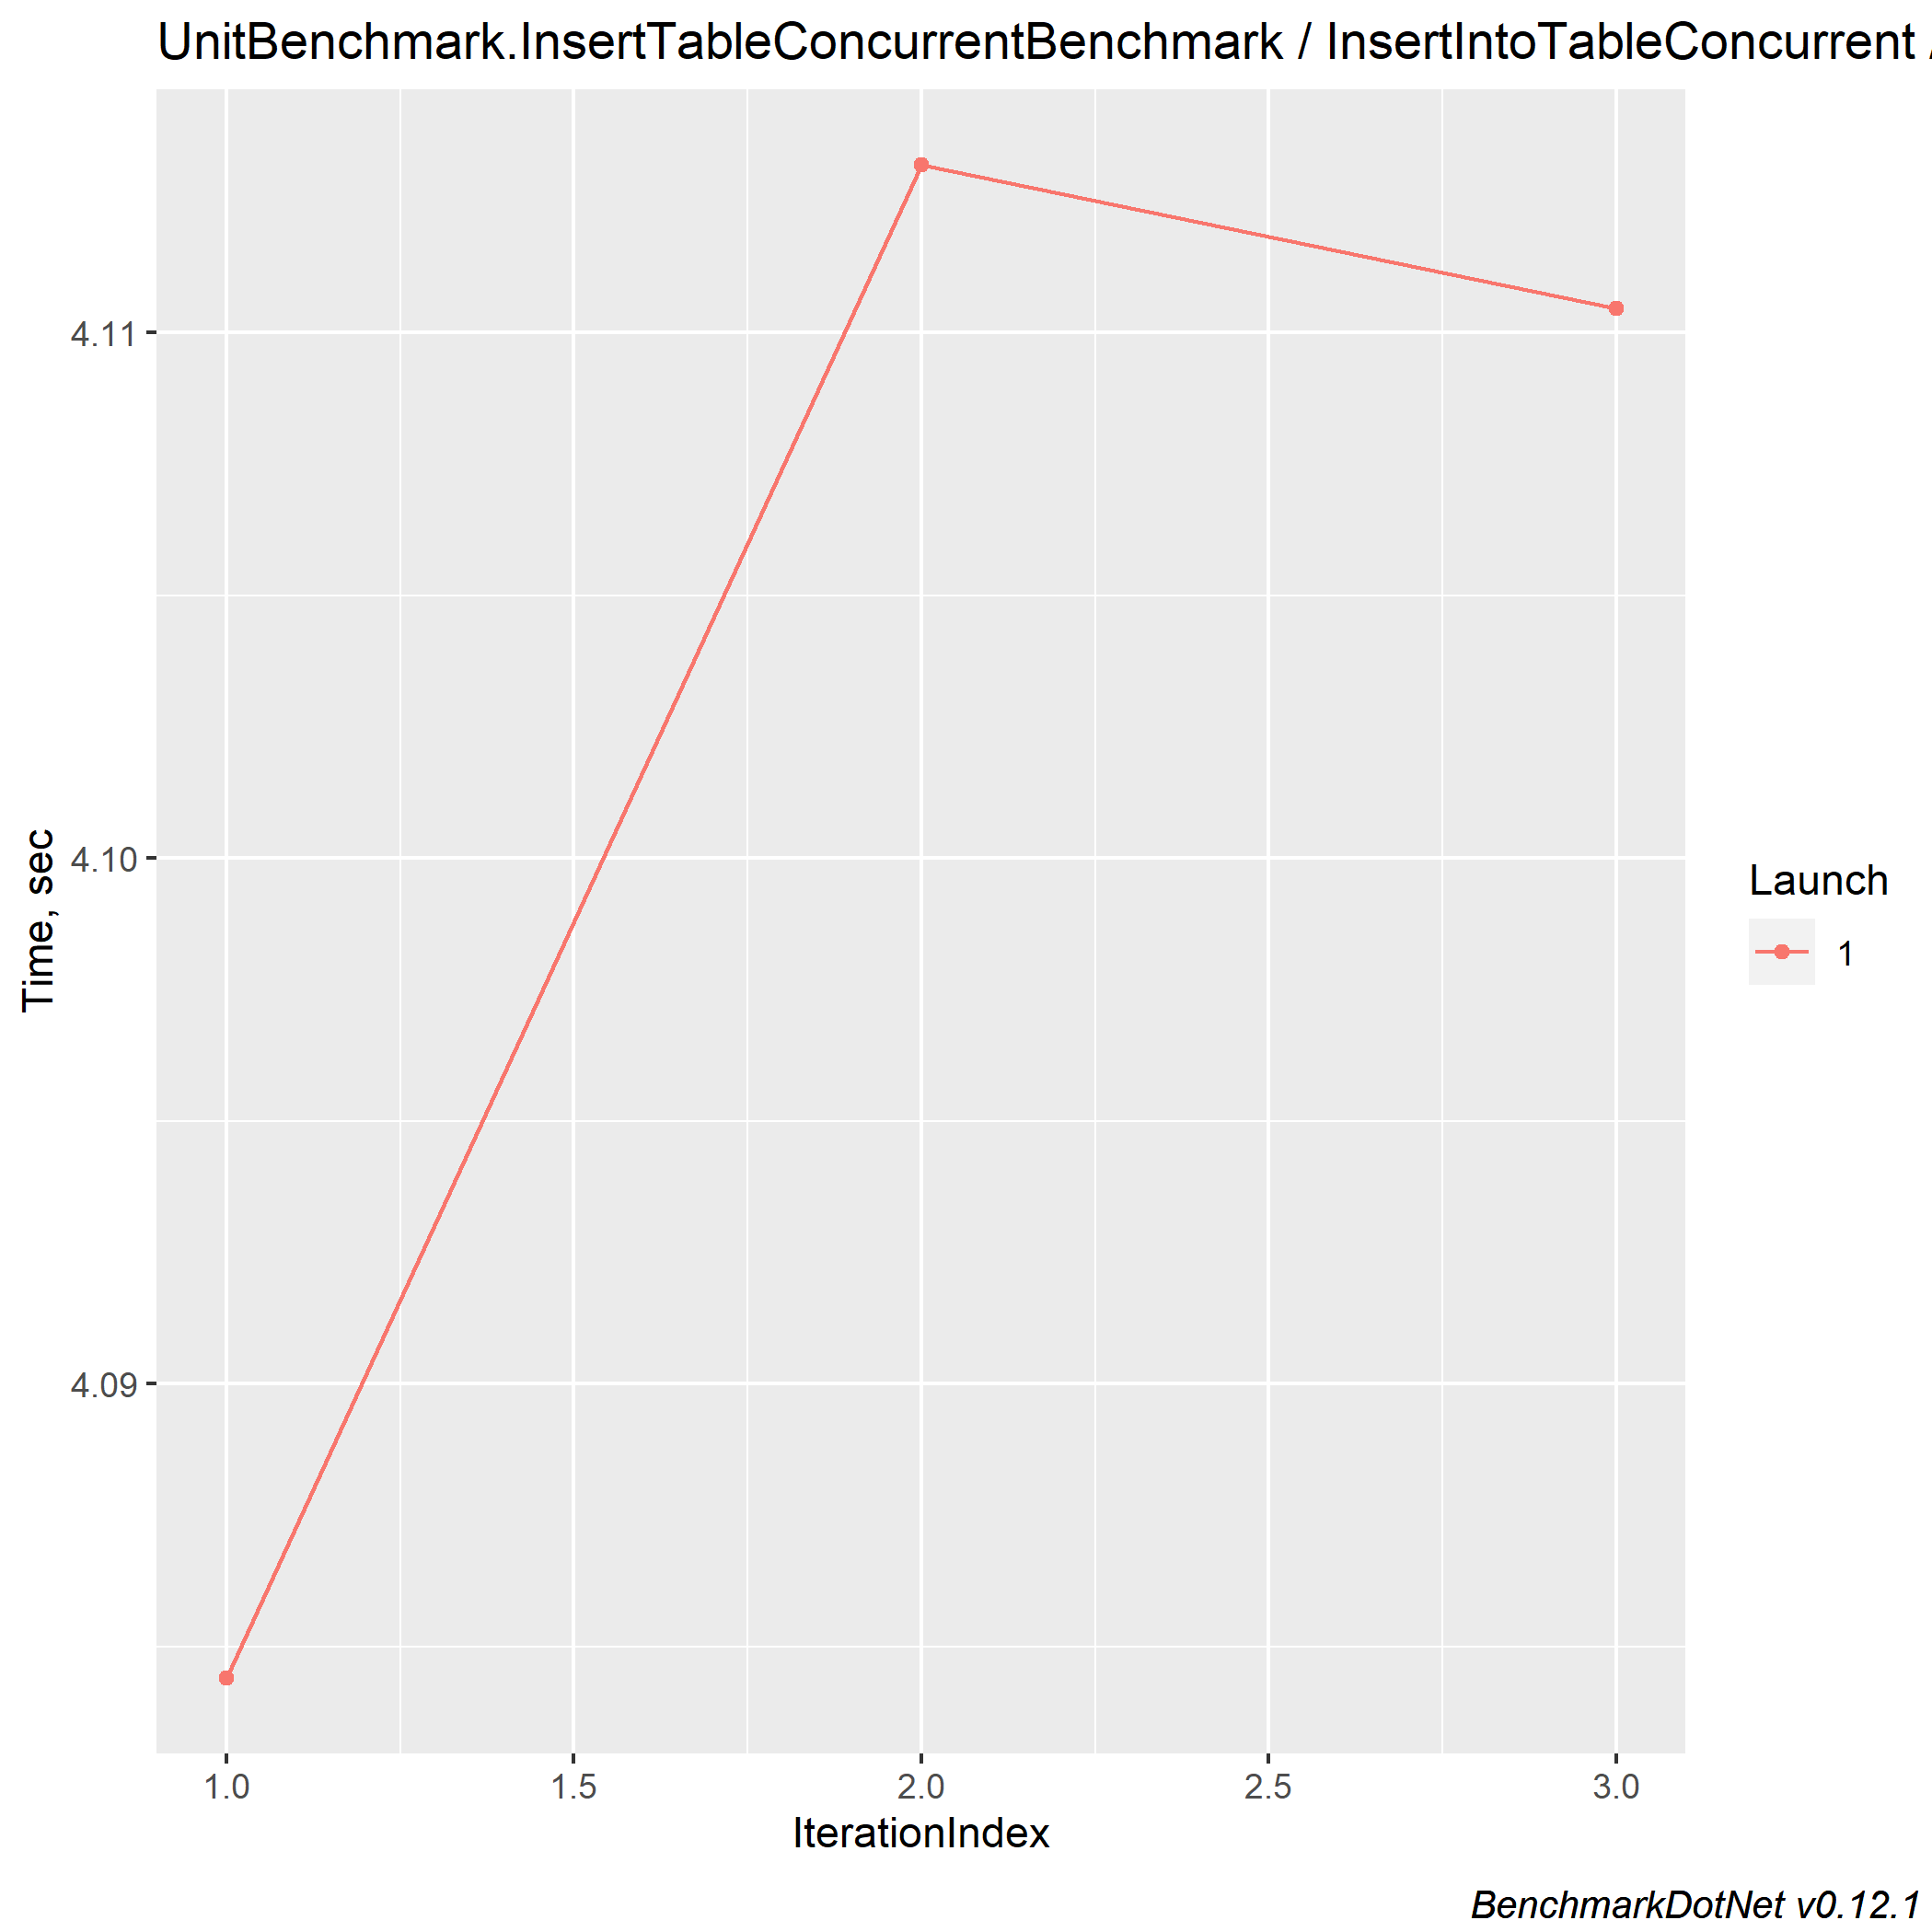 UnitBenchmark.InsertTableConcurrentBenchmark / InsertIntoTableConcurrent /
4.11
4.10
4.09
Time, sec
1.0 1.5 2.0 2.5 3.0
IterationIndex
Launch
1
BenchmarkDotNet v0.12.1